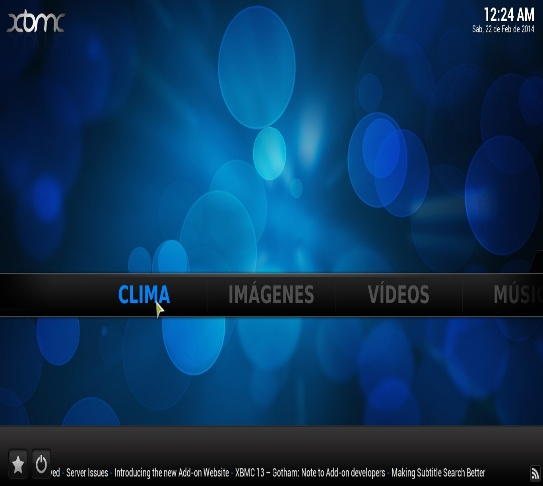 xbmc
12:24 AM
Sab, 22 de Feb de 2014
CLIMA IMÁGENES VÍDEOS
Server Issues · Introducing the new Add-on Website · XBMC 13 – Gotham: Note to Add-on developers · Making Subtitle Search Better